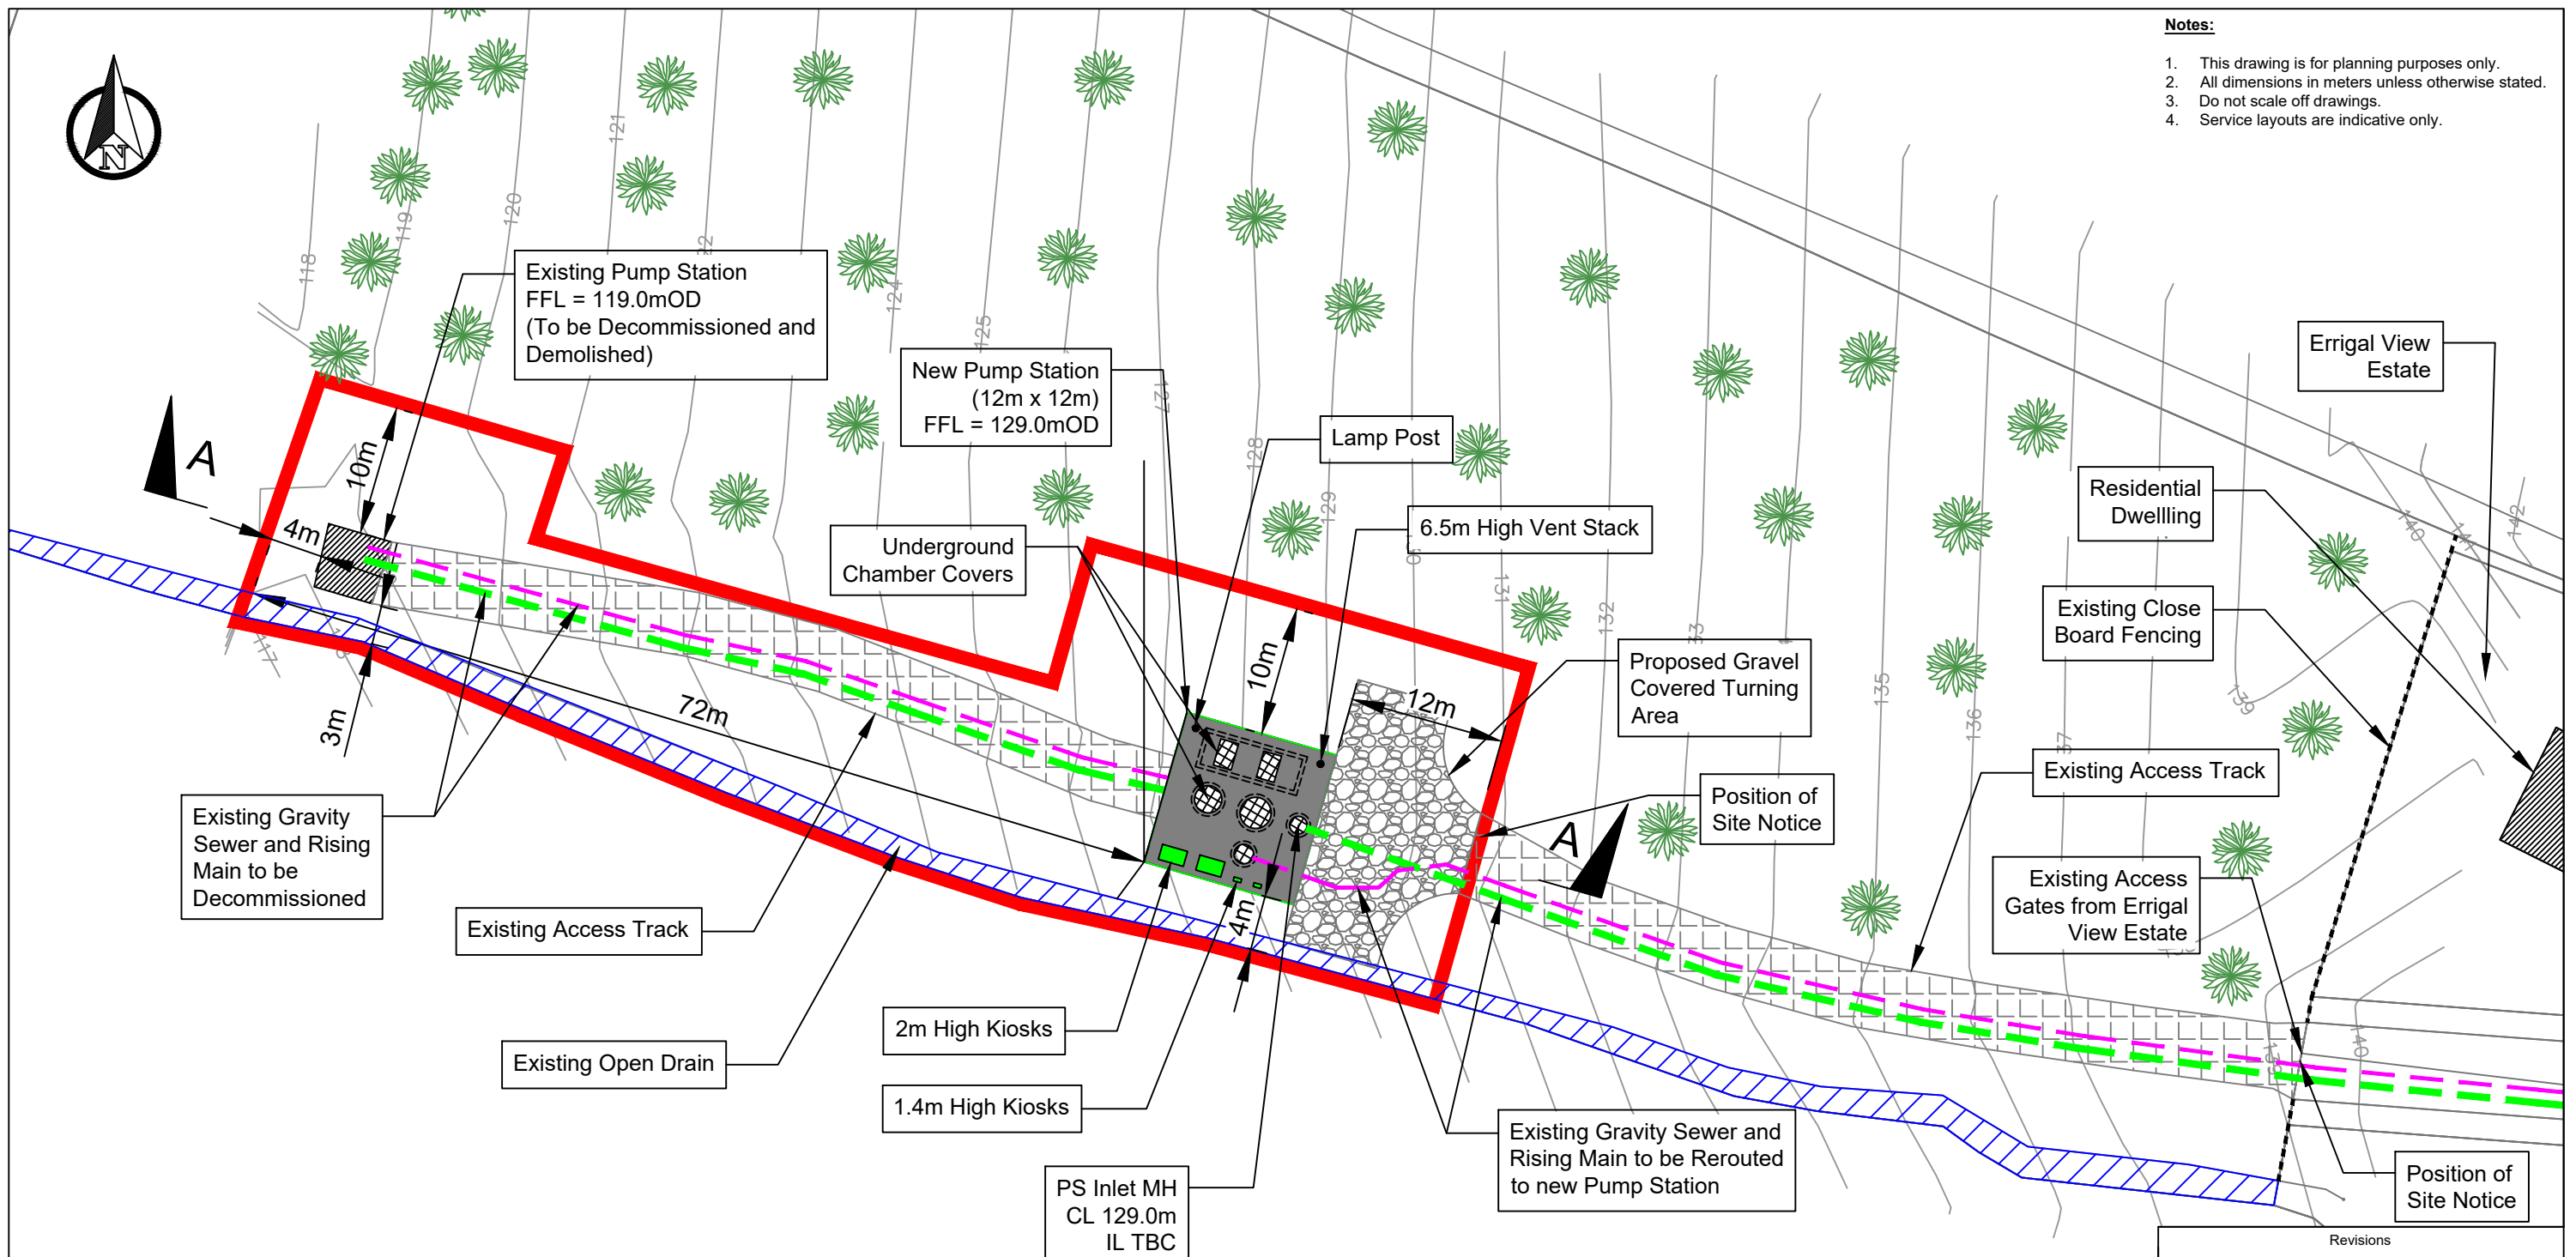 Notes:
1. This drawing is for planning purposes only.
2. All dimensions in meters unless otherwise stated.
3. Do not scale off drawings.
4. Service layouts are indicative only.
N
118
119
120
121
124
125
127
128
129
131
132
135
136
139
140
142
117
140
Existing Pump Station
FFL = 119.0mOD
(To be Decommissioned and
Demolished)
New Pump Station
(12m x 12m)
FFL = 129.0mOD
Lamp Post
6.5m High Vent Stack
Underground
Chamber Covers
Errigal View
Estate
Residential
Dwellling
Existing Close
Board Fencing
Proposed Gravel
Covered Turning
Area
Existing Access Track
Position of
Site Notice
Existing Access
Gates from Errigal
View Estate
A
10m
4m
3m
72m
10m
12m
4m
A
Existing Gravity
Sewer and Rising
Main to be
Decommissioned
Existing Access Track
Existing Open Drain
2m High Kiosks
1.4m High Kiosks
PS Inlet MH
CL 129.0m
IL TBC
Existing Gravity Sewer and
Rising Main to be Rerouted
to new Pump Station
Position of
Site Notice
Revisions